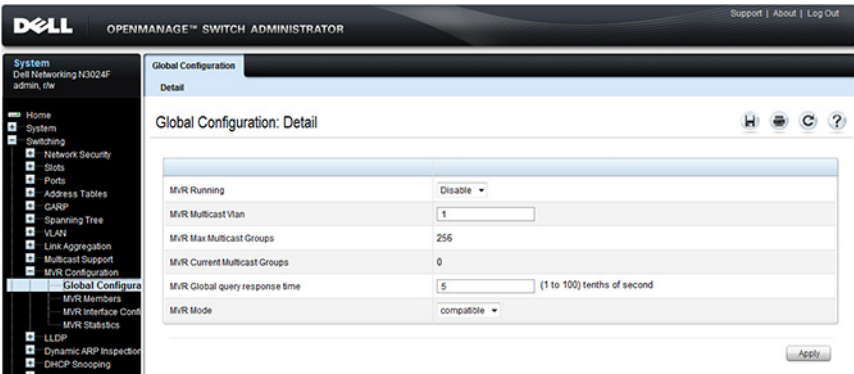 Support | About | Log Out
DELL OPENMANAGE™ SWITCH ADMINISTRATOR
System
Dell Networking N3024F
admin, r/w
Home
System
Switching
Network Security
Slots
Ports
Address Tables
GARP
Spanning Tree
VLAN
Link Aggregation
Multicast Support
MVR Configuration
Global Configura
MVR Members
MVR Interface Confi
MVR Statistics
LLDP
Dynamic ARP Inspection
DHCP Snooping
Global Configuration
Detail
Global Configuration: Detail
MVR Running Disable
MVR Multicast Vlan 1
MVR Max Multicast Groups 256
MVR Current Multicast Groups 0
MVR Global query response time 5 (1 to 100) tenths of second
MVR Mode compatible
Apply